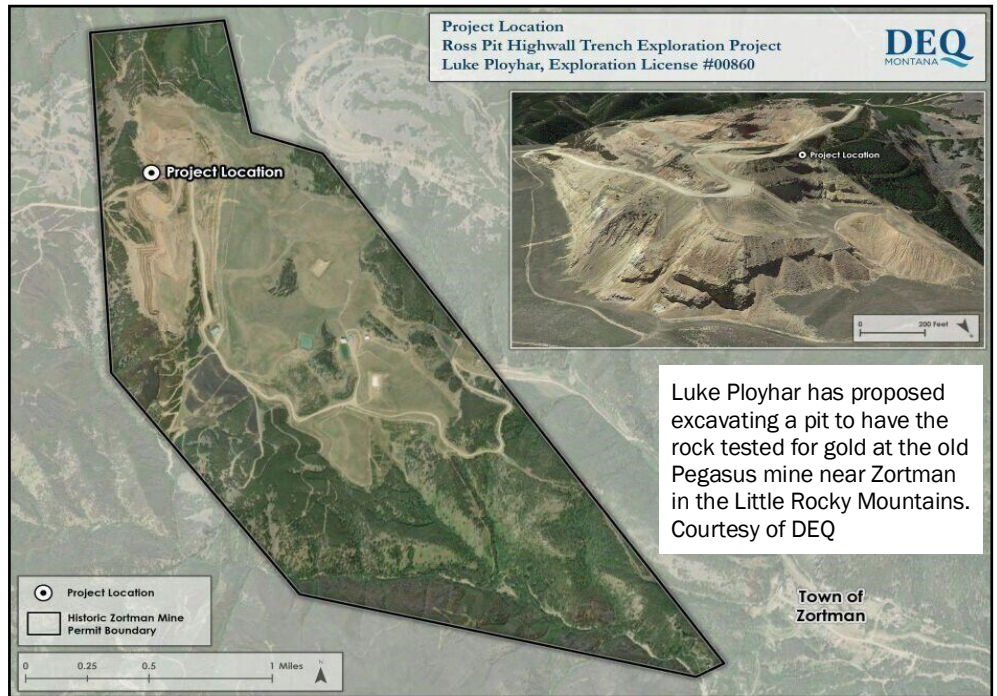 Project Location
Ross Pit Highwall Trench Exploration Project
Luke Ployhar, Exploration License #00860
DEQ
MONTANA
Project Location
Project Location
0 200 Feet
Luke Ployhar has proposed
excavating a pit to have the
rock tested for gold at the old
Pegasus mine near Zortman
in the Little Rocky Mountains.
Courtesy of DEQ
Town of
Zortman
Project Location
Historic Zortman Mine
Permit Boundary
0 0.25 0.5 1 Miles
N